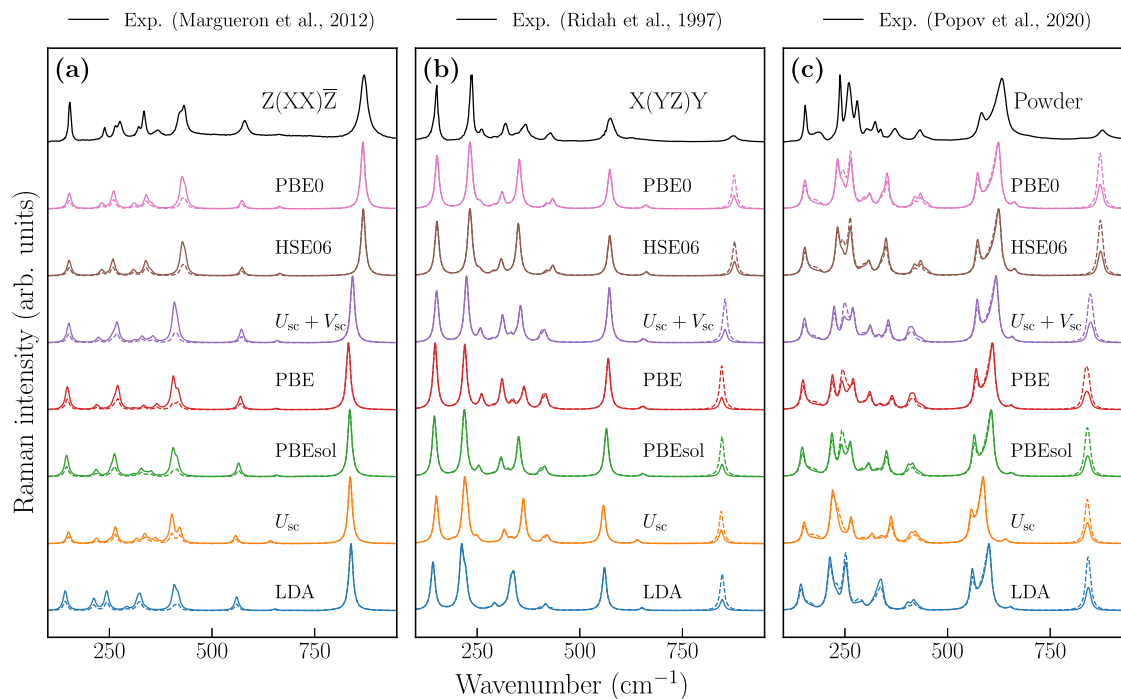 Exp. (Margueron et al., 2012)
Exp. (Ridah et al., 1997)
Exp. (Popov et al., 2020)
Raman intensity (arb. units)
(a)
Z(XX)Z̅
PBE0
HSE06
U_sc + V_sc
PBE
PBEsol
U_sc
LDA
250 500 750
(b)
X(YZ)Y
PBE0
HSE06
U_sc + V_sc
PBE
PBEsol
U_sc
LDA
250 500 750
(c)
Powder
PBE0
HSE06
U_sc + V_sc
PBE
PBEsol
U_sc
LDA
250 500 750
Wavenumber (cm⁻¹)